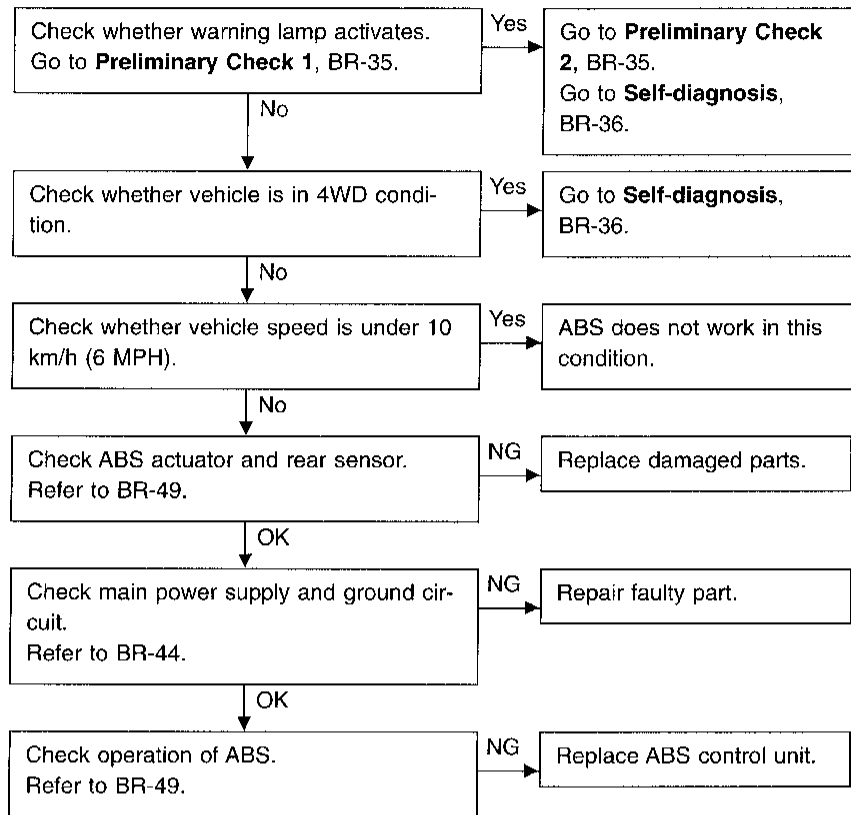 Check whether warning lamp activates.
Go to Preliminary Check 1, BR-35.
Yes
Go to Preliminary Check
2, BR-35.
Go to Self-diagnosis,
BR-36.
No
Check whether vehicle is in 4WD condi-
tion.
Yes
Go to Self-diagnosis,
BR-36.
No
Check whether vehicle speed is under 10
km/h (6 MPH).
Yes
ABS does not work in this
condition.
No
Check ABS actuator and rear sensor.
Refer to BR-49.
NG
Replace damaged parts.
OK
Check main power supply and ground cir-
cuit.
Refer to BR-44.
NG
Repair faulty part.
OK
Check operation of ABS.
Refer to BR-49.
NG
Replace ABS control unit.